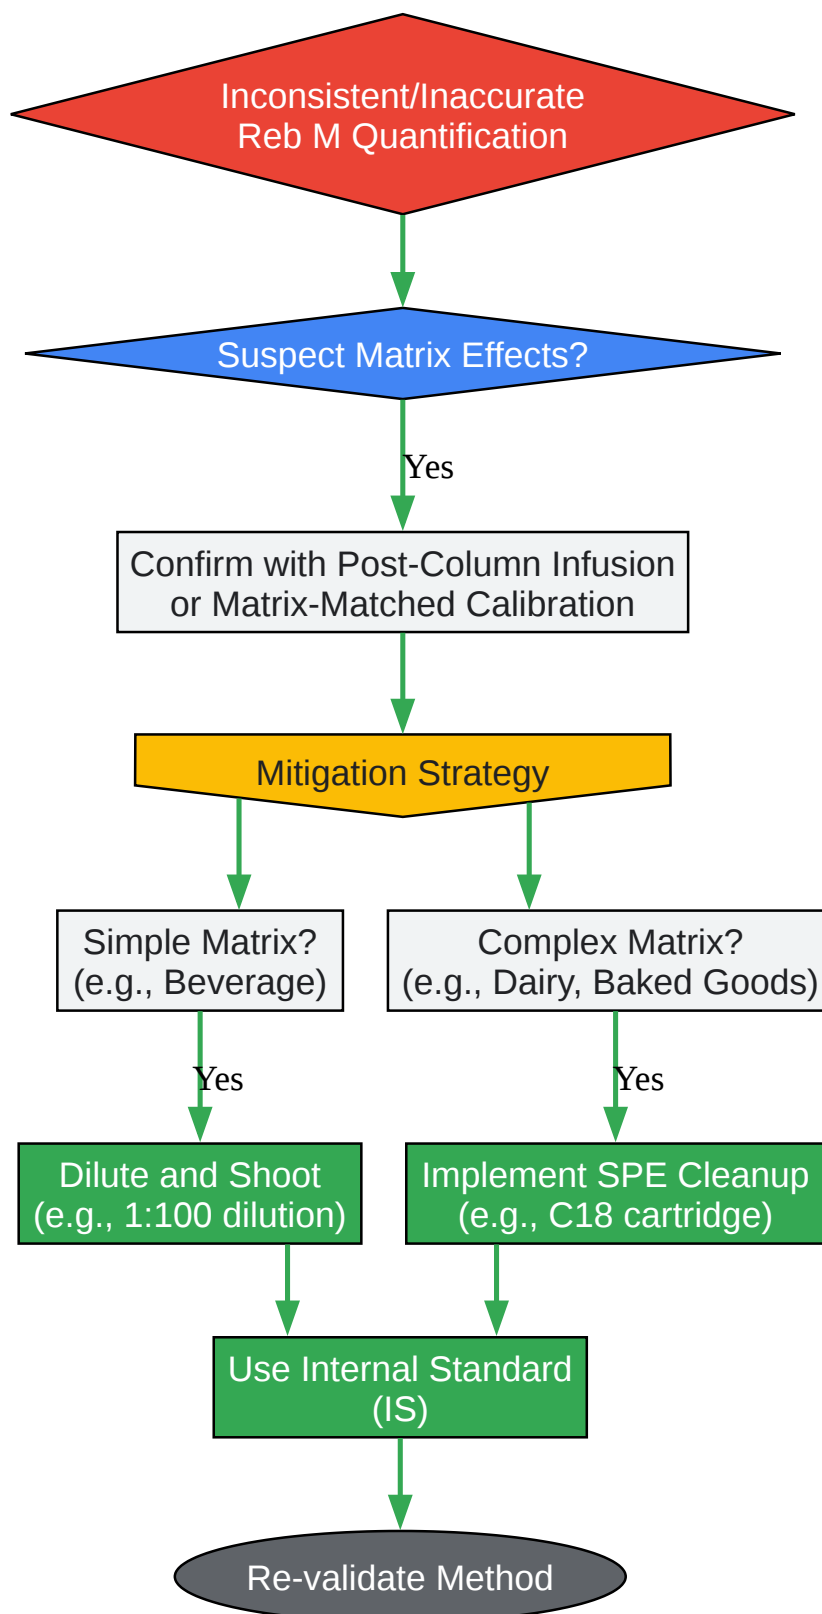 Inconsistent/Inaccurate
Reb M Quantification
Suspect Matrix Effects?
Yes
Confirm with Post-Column Infusion
or Matrix-Matched Calibration
Mitigation Strategy
Simple Matrix?
(e.g., Beverage)
Complex Matrix?
(e.g., Dairy, Baked Goods)
Yes
Yes
Dilute and Shoot
(e.g., 1:100 dilution)
Implement SPE Cleanup
(e.g., C18 cartridge)
Use Internal Standard
(IS)
Re-validate Method